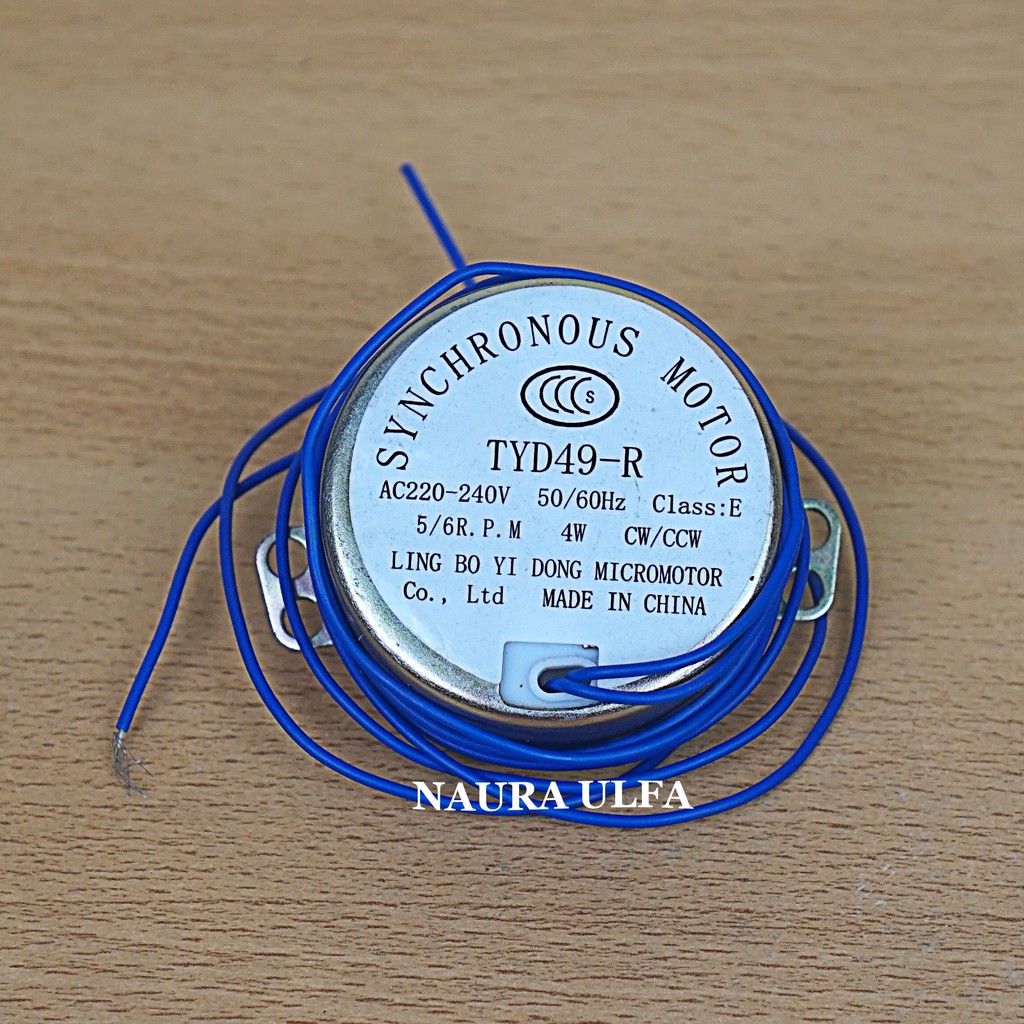 SYNCHRONOUS MOTOR
CCC S
TYD49-R
AC220-240V 50/60Hz Class:E
5/6R.P.M 4W CW/CCW
LING BO YI DONG MICROMOTOR
Co., Ltd MADE IN CHINA
NAURA ULFA